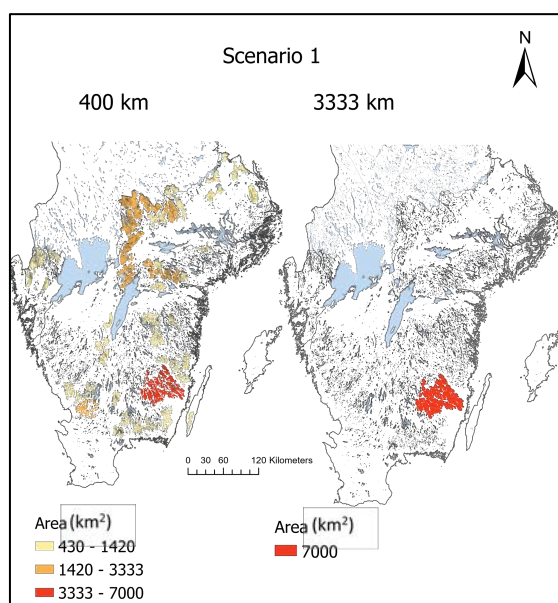 N
Scenario 1
400 km
3333 km
0 30 60 120 Kilometers
Area (km²)
430 - 1420
1420 - 3333
3333 - 7000
Area (km²)
7000